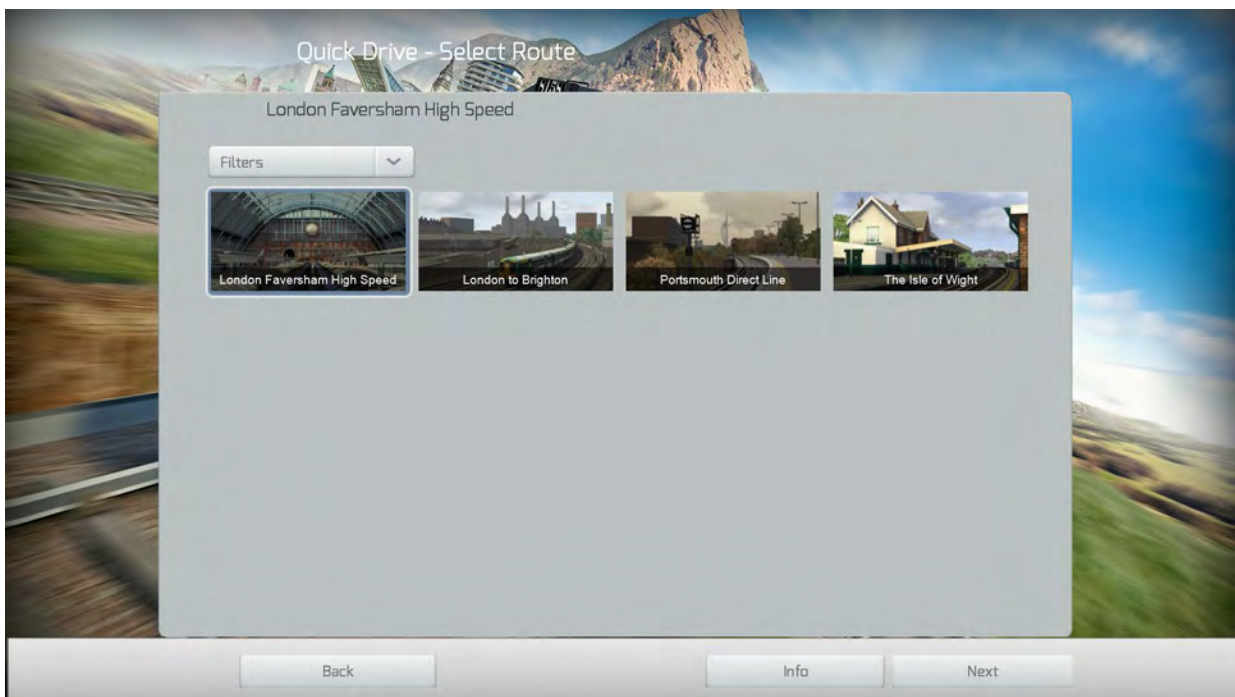 Quick Drive - Select Route
London Faversham High Speed
Filters
London Faversham High Speed
London to Brighton
Portsmouth Direct Line
The Isle of Wight
Back
Info
Next